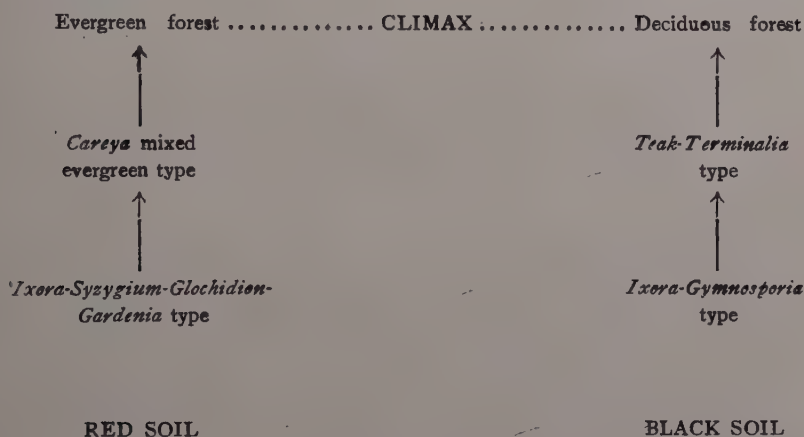 Evergreen forest .............. CLIMAX .............. Deciduous forest
Careya mixed
evergreen type
Teak-Terminalia
type
Ixora-Syzygium-Glochidion-
Gardenia type
Ixora-Gymnosporia
type
RED SOIL
BLACK SOIL